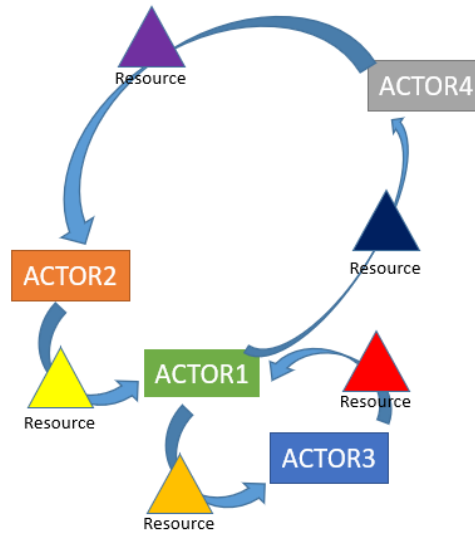 Resource
ACTOR4
Resource
ACTOR2
ACTOR1
Resource
Resource
ACTOR3
Resource